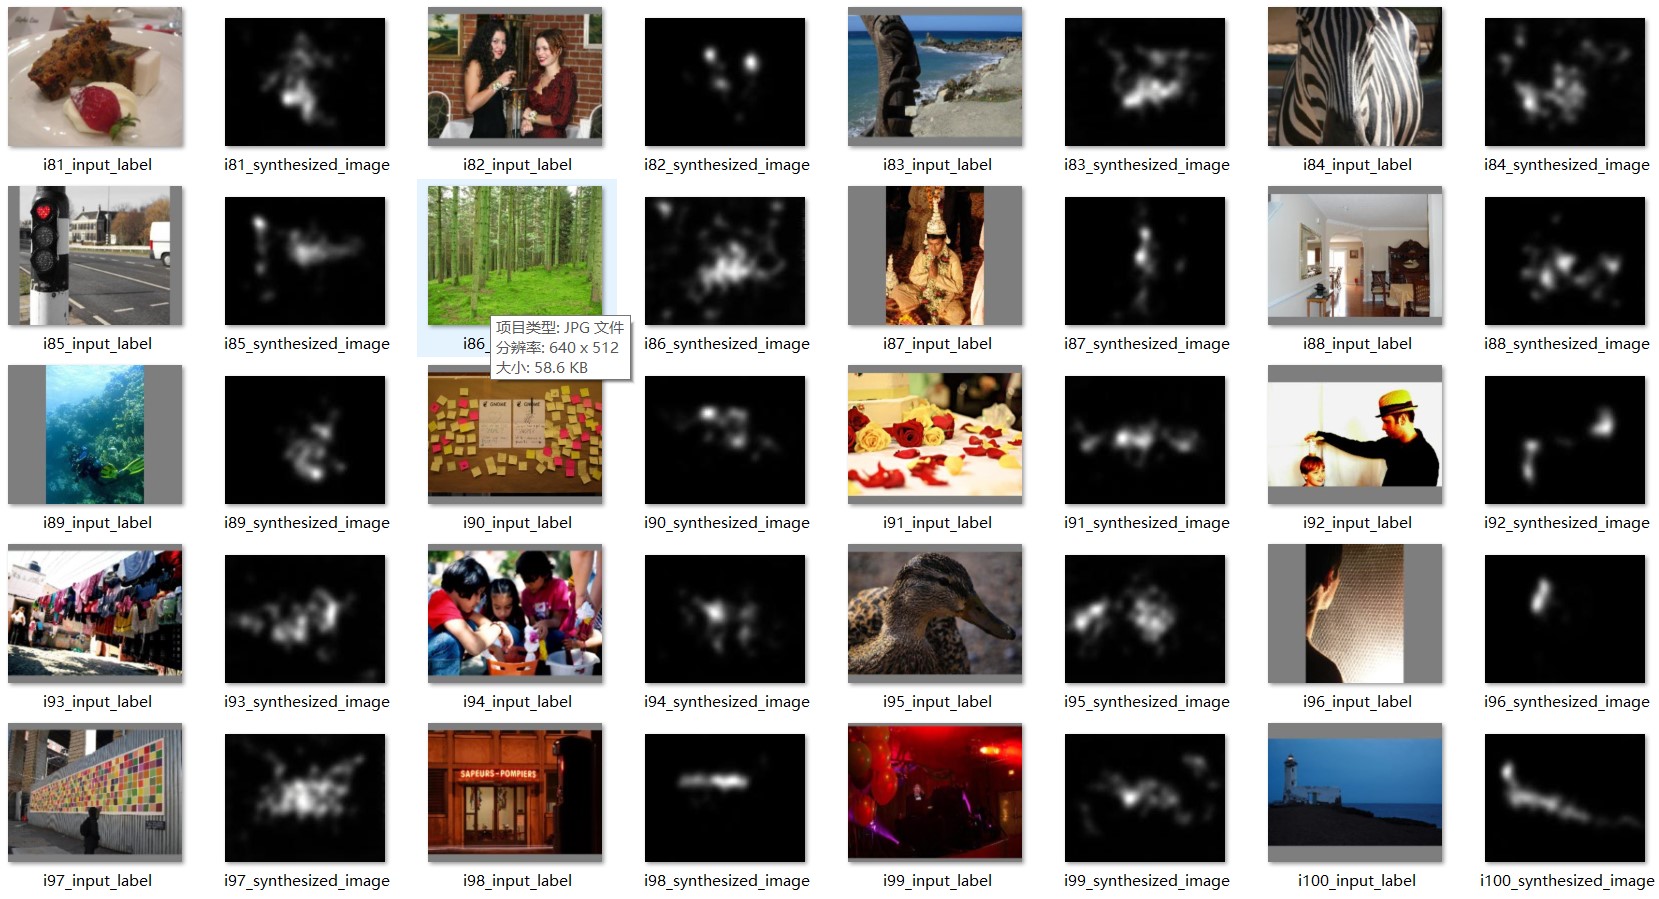 i81_input_label
i81_synthesized_image
i82_input_label
i82_synthesized_image
i83_input_label
i83_synthesized_image
i84_input_label
i84_synthesized_image
i85_input_label
i85_synthesized_image
i86_
项目类型: JPG 文件
分辨率: 640 x 512
大小: 58.6 KB
i86_synthesized_image
i87_input_label
i87_synthesized_image
i88_input_label
i88_synthesized_image
i89_input_label
i89_synthesized_image
GNOME GNOME
i90_input_label
i90_synthesized_image
i91_input_label
i91_synthesized_image
i92_input_label
i92_synthesized_image
i93_input_label
i93_synthesized_image
i94_input_label
i94_synthesized_image
i95_input_label
i95_synthesized_image
i96_input_label
i96_synthesized_image
i97_input_label
i97_synthesized_image
SAPEURS-POMPIERS
i98_input_label
i98_synthesized_image
i99_input_label
i99_synthesized_image
i100_input_label
i100_synthesized_image